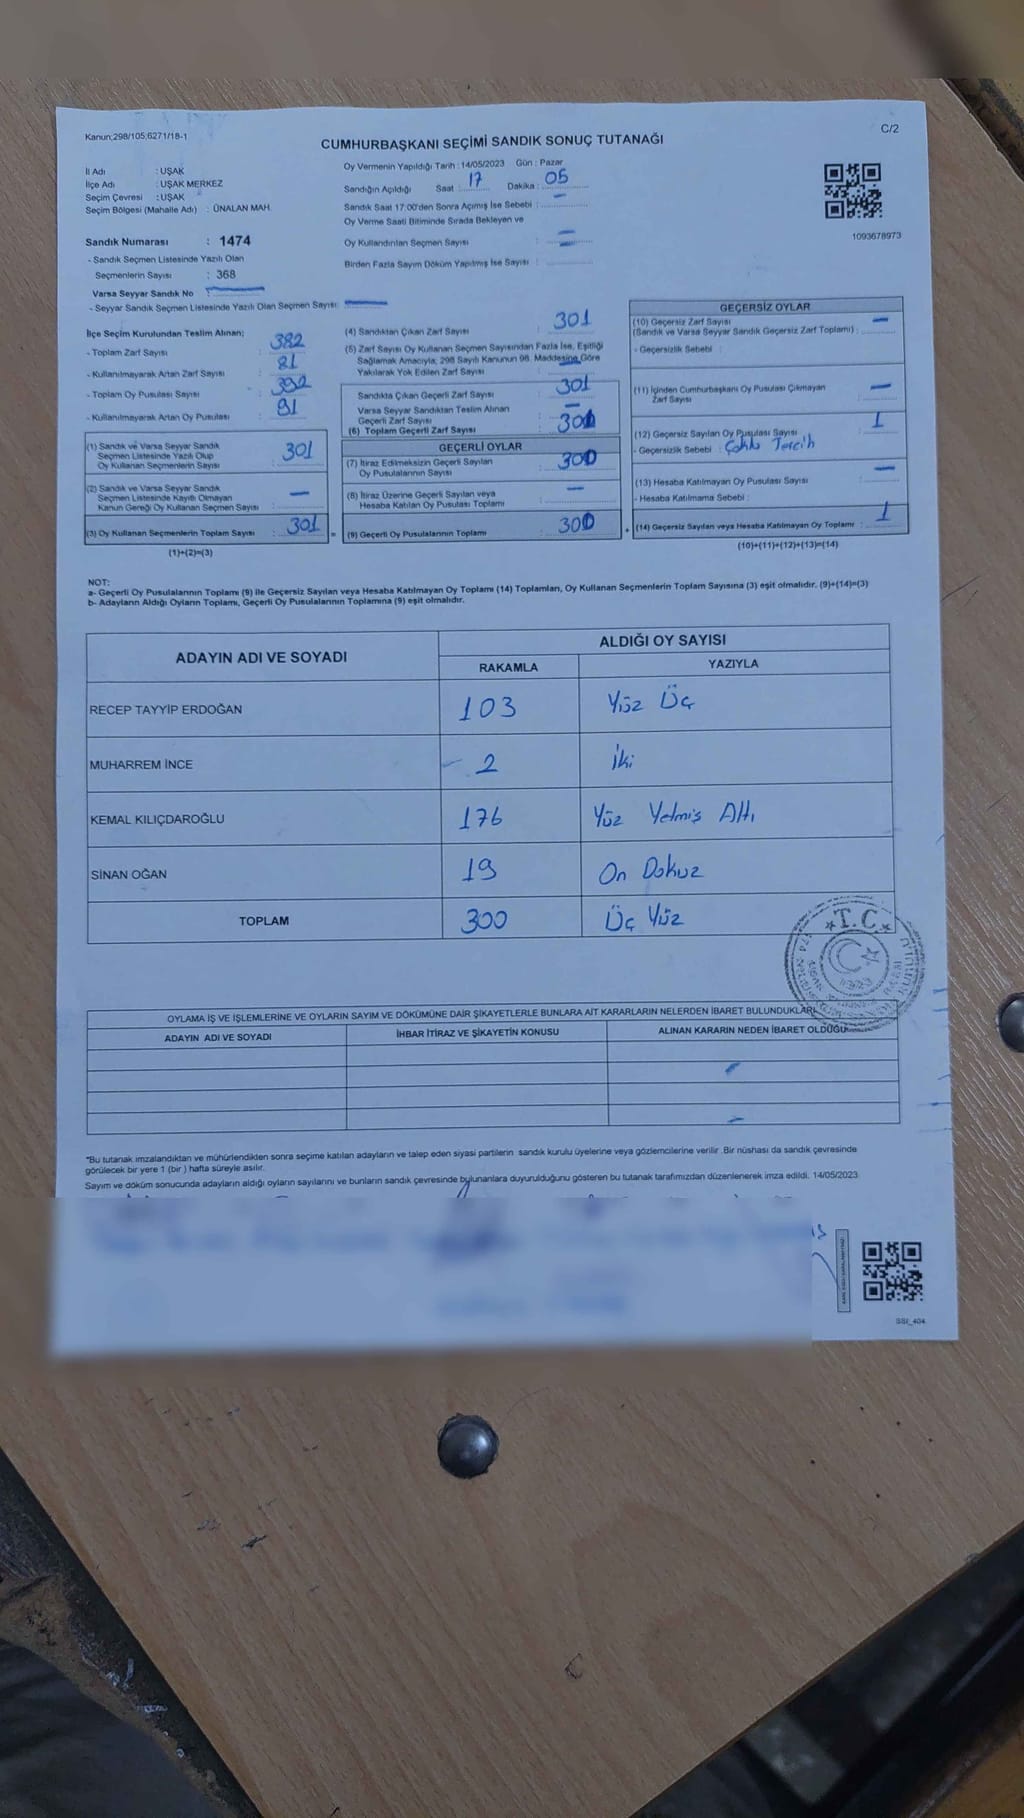 Kanun;298/105;6271/18-1
C/2
CUMHURBAŞKANI SEÇİMİ SANDIK SONUÇ TUTANAĞI
İl Adı : UŞAK
İlçe Adı : UŞAK MERKEZ
Seçim Çevresi : UŞAK
Seçim Bölgesi (Mahalle Adı) : ÜNALAN MAH.
Sandık Numarası : 1474
- Sandık Seçmen Listesinde Yazılı Olan
Seçmenlerin Sayısı : 368
Varsa Seyyar Sandık No :
- Seyyar Sandık Seçmen Listesinde Yazılı Olan Seçmen Sayısı :
Oy Vermenin Yapıldığı Tarih : 14/05/2023 Gün : Pazar
Sandığın Açıldığı Saat : 17 Dakika : 05
Sandık Saat 17:00'den Sonra Açımış İse Sebebi :
Oy Verme Saati Bitiminde Sırada Bekleyen ve
Oy Kullandırılan Seçmen Sayısı :
Birden Fazla Sayım Döküm Yapılmış İse Sayısı :
1093678973
İlçe Seçim Kurulundan Teslim Alınan;
- Toplam Zarf Sayısı : 382
- Kullanılmayarak Artan Zarf Sayısı : 81
- Toplam Oy Pusulası Sayısı :
- Kullanılmayarak Artan Oy Pusulası :
(1) Sandık ve Varsa Seyyar Sandık
Seçmen Listesinde Yazılı Olup
Oy Kullanan Seçmenlerin Sayısı : 301
(2) Sandık ve Varsa Seyyar Sandık
Seçmen Listesinde Kayıtlı Olmayan
Kanun Gereği Oy Kullanan Seçmen Sayısı :
(3) Oy Kullanan Seçmenlerin Toplam Sayısı : 301 =
(1)+(2)=(3)
(4) Sandıktan Çıkan Zarf Sayısı : 301
(5) Zarf Sayısı Oy Kullanan Seçmen Sayısından Fazla İse, Eşitliği
Sağlamak Amacıyla, 298 Sayılı Kanunun 98. Maddesine Göre
Yakılarak Yok Edilen Zarf Sayısı
Sandıkta Çıkan Geçerli Zarf Sayısı : 301
Varsa Seyyar Sandıktan Teslim Alınan
Geçerli Zarf Sayısı :
(6) Toplam Geçerli Zarf Sayısı :
GEÇERLİ OYLAR
(7) İtiraz Edilmeksizin Geçerli Sayılan
Oy Pusulalarının Sayısı : 300
(8) İtiraz Üzerine Geçerli Sayılan veya
Hesaba Katılan Oy Pusulası Toplamı :
(9) Geçerli Oy Pusulalarının Toplamı : 300 +
GEÇERSİZ OYLAR
(10) Geçersiz Zarf Sayısı
(Sandık ve Varsa Seyyar Sandık Geçersiz Zarf Toplamı) :
- Geçersizlik Sebebi :
(11) İçinden Cumhurbaşkanı Oy Pusulası Çıkmayan
Zarf Sayısı :
(12) Geçersiz Sayılan Oy Pusulası Sayısı : 1
- Geçersizlik Sebebi : Çoklu Tercih
(13) Hesaba Katılmayan Oy Pusulası Sayısı :
- Hesaba Katılmama Sebebi :
(14) Geçersiz Sayılan veya Hesaba Katılmayan Oy Toplamı : 1
(10)+(11)+(12)+(13)=(14)
NOT:
a- Geçerli Oy Pusulalarının Toplamı (9) ile Geçersiz Sayılan veya Hesaba Katılmayan Oy Toplamı (14) Toplamları, Oy Kullanan Seçmenlerin Toplam Sayısına (3) eşit olmalıdır. (9)+(14)=(3)
b- Adayların Aldığı Oyların Toplamı, Geçerli Oy Pusulalarının Toplamına (9) eşit olmalıdır.
ADAYIN ADI VE SOYADI ALDIĞI OY SAYISI
RAKAMLA YAZIYLA
RECEP TAYYİP ERDOĞAN 103 Yüz Üç
MUHARREM İNCE 2 İki
KEMAL KILIÇDAROĞLU 176 Yüz Yetmiş Altı
SİNAN OĞAN 19 On Dokuz
TOPLAM 300 Üç Yüz
T.C.
OYLAMA İŞ VE İŞLEMLERİNE VE OYLARIN SAYIM VE DÖKÜMÜNE DAİR ŞİKAYETLERLE BUNLARA AİT KARARLARIN NELERDEN İBARET BULUNDUKLARI
ADAYIN ADI VE SOYADI İHBAR İTİRAZ VE ŞİKAYETİN KONUSU ALINAN KARARIN NEDEN İBARET OLDUĞU
*Bu tutanak imzalandıktan ve mühürlendikten sonra seçime katılan adayların ve talep eden siyasi partilerin sandık kurulu üyelerine veya gözlemcilerine verilir. Bir nüshası da sandık çevresinde
görülecek bir yere 1 (bir) hafta süreyle asılır.
Sayım ve döküm sonucunda adayların aldığı oyların sayılarını ve bunların sandık çevresinde bulunanlara duyurulduğunu gösteren bu tutanak tarafımızdan düzenlenerek imza edildi. 14/05/2023
SSI_404